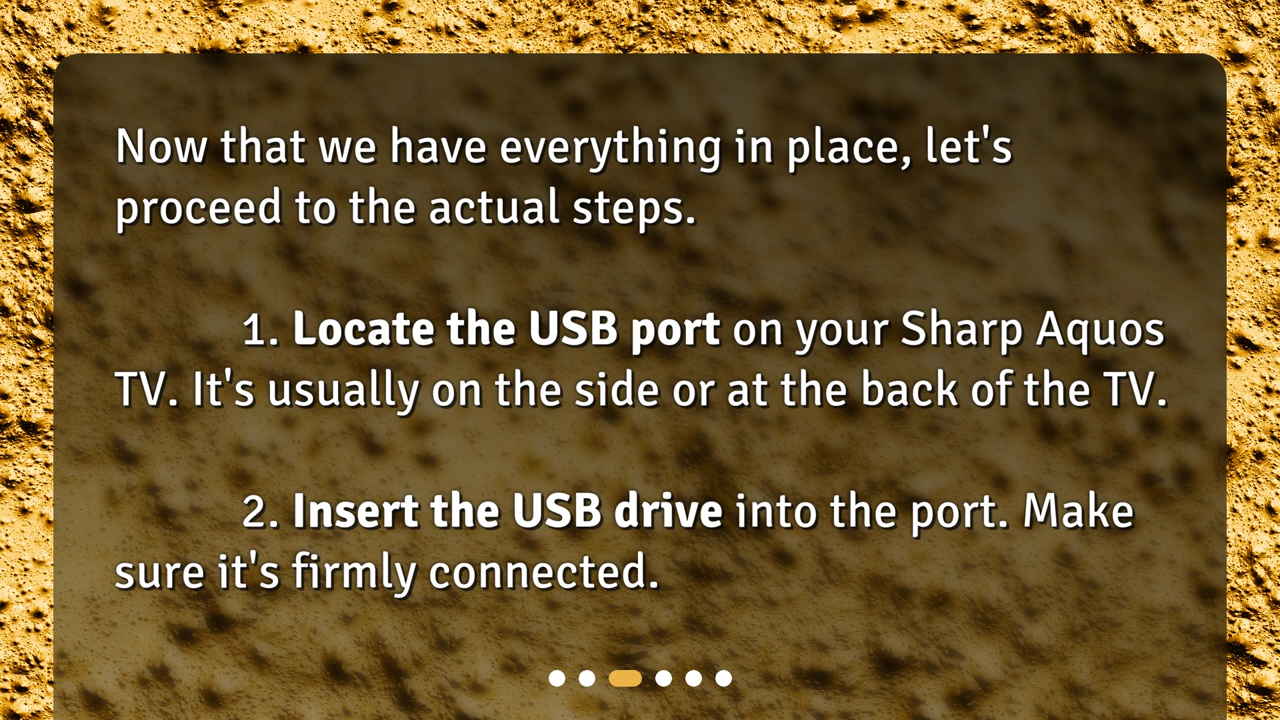 Now that we have everything in place, let's
proceed to the actual steps.
1. Locate the USB port on your Sharp Aquos
TV. It's usually on the side or at the back of the TV.
2. Insert the USB drive into the port. Make
sure it's firmly connected.